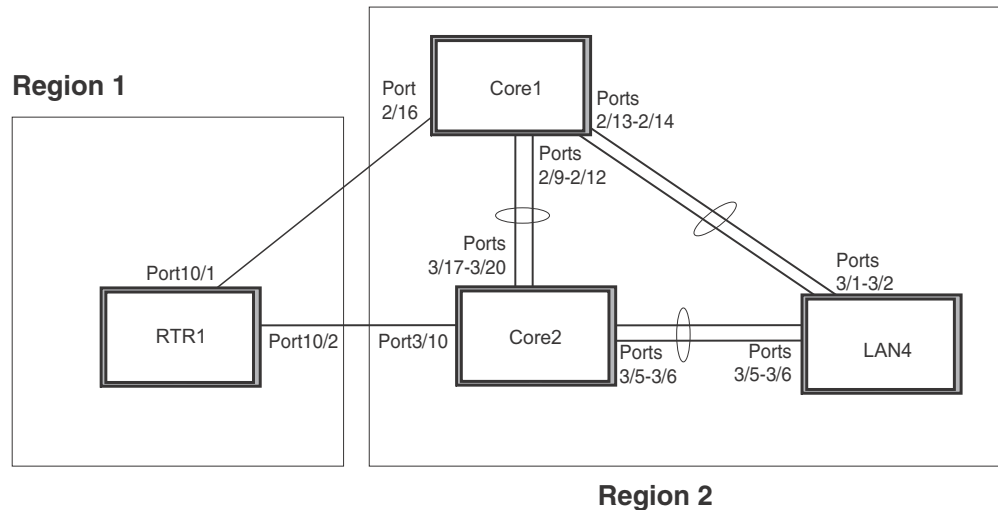 Region 1
Port
2/16
Core1
Ports
2/13-2/14
Ports
2/9-2/12
Ports
3/17-3/20
Port10/1
Ports
3/1-3/2
RTR1
Port10/2
Port3/10
Core2
Ports
3/5-3/6
Ports
3/5-3/6
LAN4
Region 2